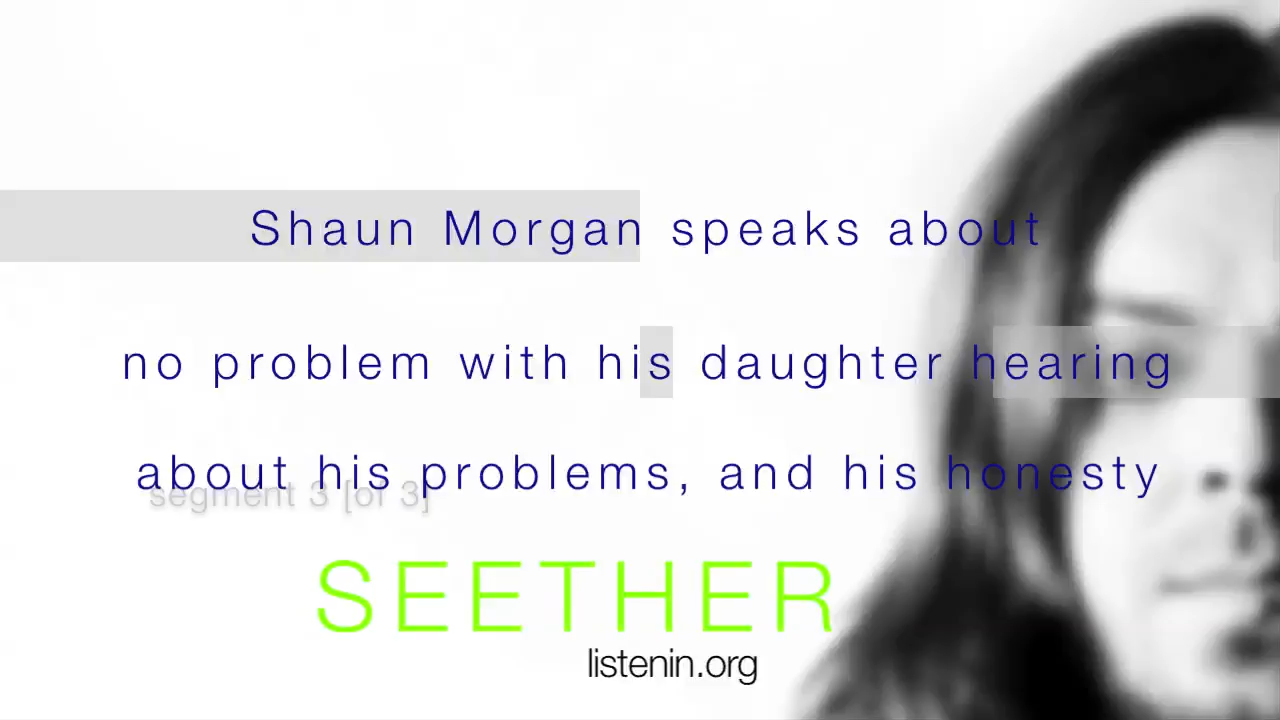 Shaun Morgan speaks about
no problem with his daughter hearing
about his problems, and his honesty
segment 3 [of 3]
SEETHER
listenin.org